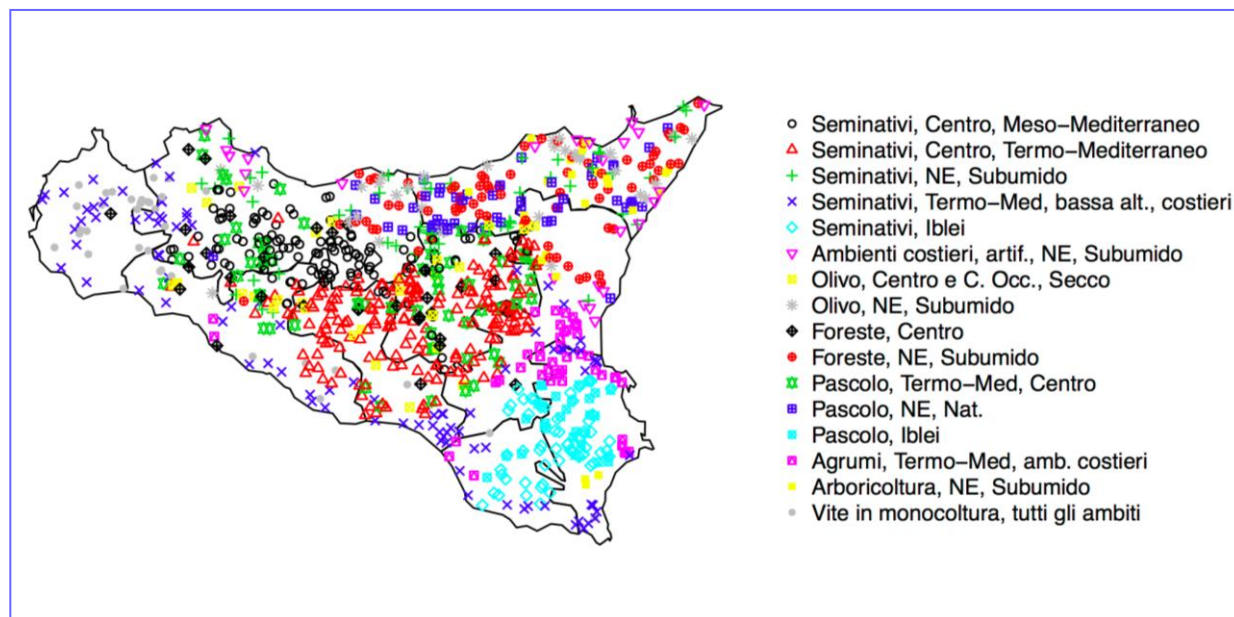 Seminativi, Centro, Meso−Mediterraneo
Seminativi, Centro, Termo−Mediterraneo
Seminativi, NE, Subumido
Seminativi, Termo−Med, bassa alt., costieri
Seminativi, Iblei
Ambienti costieri, artif., NE, Subumido
Olivo, Centro e C. Occ., Secco
Olivo, NE, Subumido
Foreste, Centro
Foreste, NE, Subumido
Pascolo, Termo−Med, Centro
Pascolo, NE, Nat.
Pascolo, Iblei
Agrumi, Termo−Med, amb. costieri
Arboricoltura, NE, Subumido
Vite in monocoltura, tutti gli ambiti